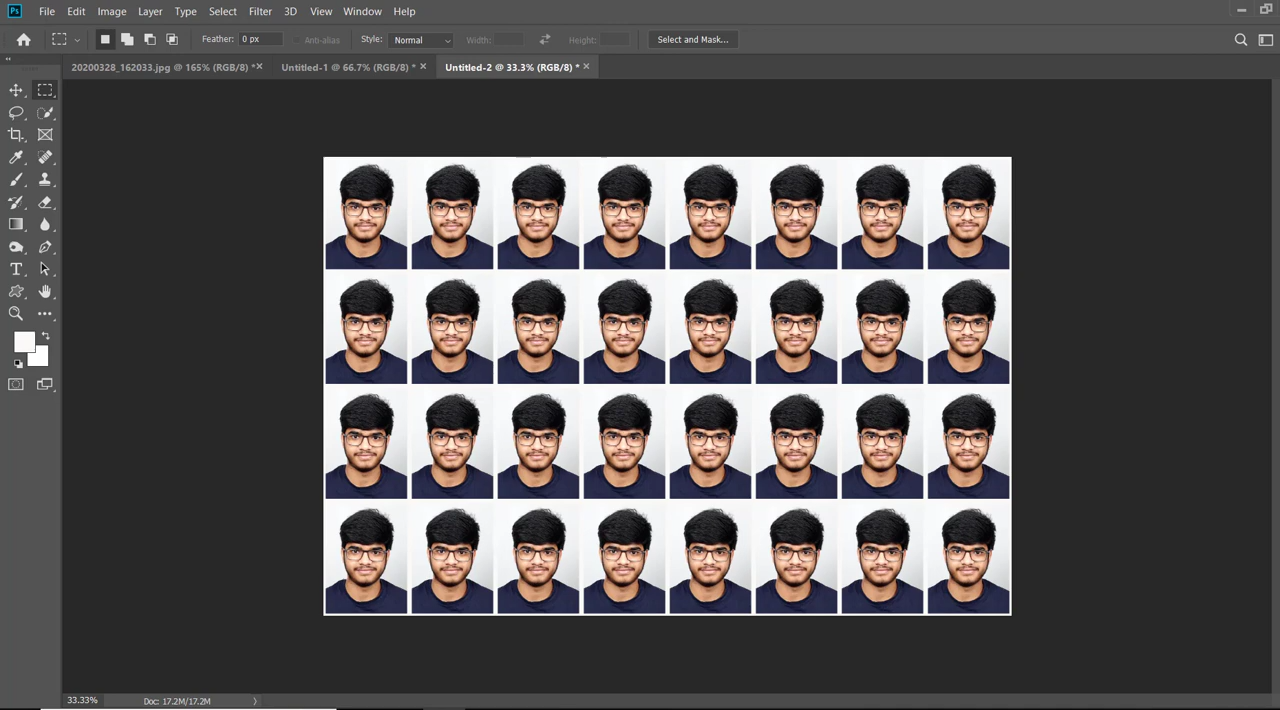 Ps File Edit Image Layer Type Select Filter 3D View Window Help
Feather: 0 px Anti-alias Style: Normal Width: Height: Select and Mask...
20200328_162033.jpg @ 165% (RGB/8) * × Untitled-1 @ 66.7% (RGB/8) * × Untitled-2 @ 33.3% (RGB/8) * ×
33.33% Doc: 17.2M/17.2M